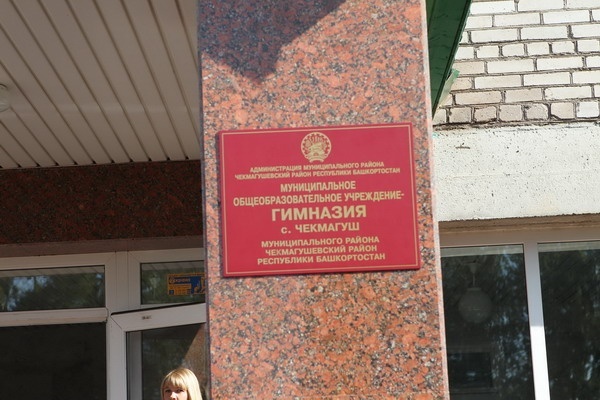 АДМИНИСТРАЦИЯ МУНИЦИПАЛЬНОГО РАЙОНА
ЧЕКМАГУШЕВСКИЙ РАЙОН РЕСПУБЛИКИ БАШКОРТОСТАН
МУНИЦИПАЛЬНОЕ
ОБЩЕОБРАЗОВАТЕЛЬНОЕ УЧРЕЖДЕНИЕ-
ГИМНАЗИЯ
с. ЧЕКМАГУШ
МУНИЦИПАЛЬНОГО РАЙОНА
ЧЕКМАГУШЕВСКИЙ РАЙОН
РЕСПУБЛИКИ БАШКОРТОСТАН